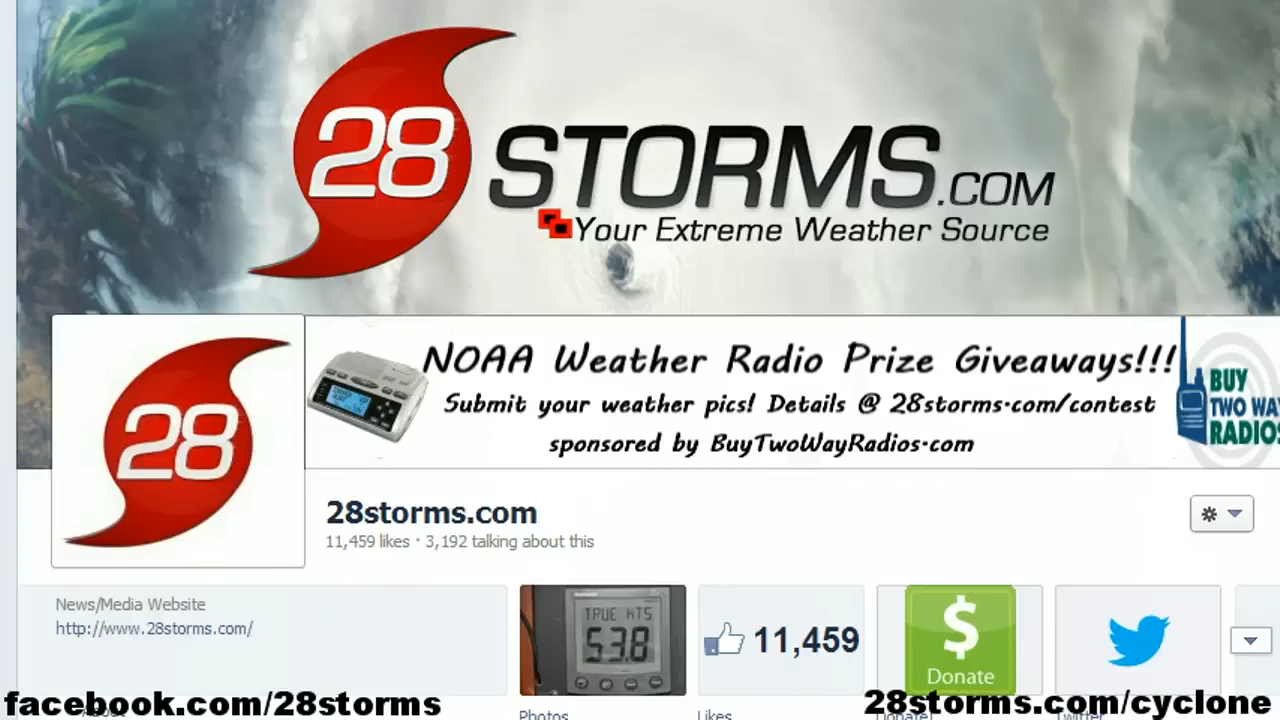 28
STORMS.COM
Your Extreme Weather Source
28
NOAA Weather Radio Prize Giveaways!!!
Submit your weather pics! Details @ 28storms.com/contest
sponsored by BuyTwoWayRadios.com
BUY
TWO WAY
RADIOS
28storms.com
11,459 likes · 3,192 talking about this
News/Media Website
http://www.28storms.com/
TRUE KTS
53.8
11,459
$
Donate
facebook.com/28storms
28storms.com/cyclone
About
Photos
Likes
Donate!
Twitter